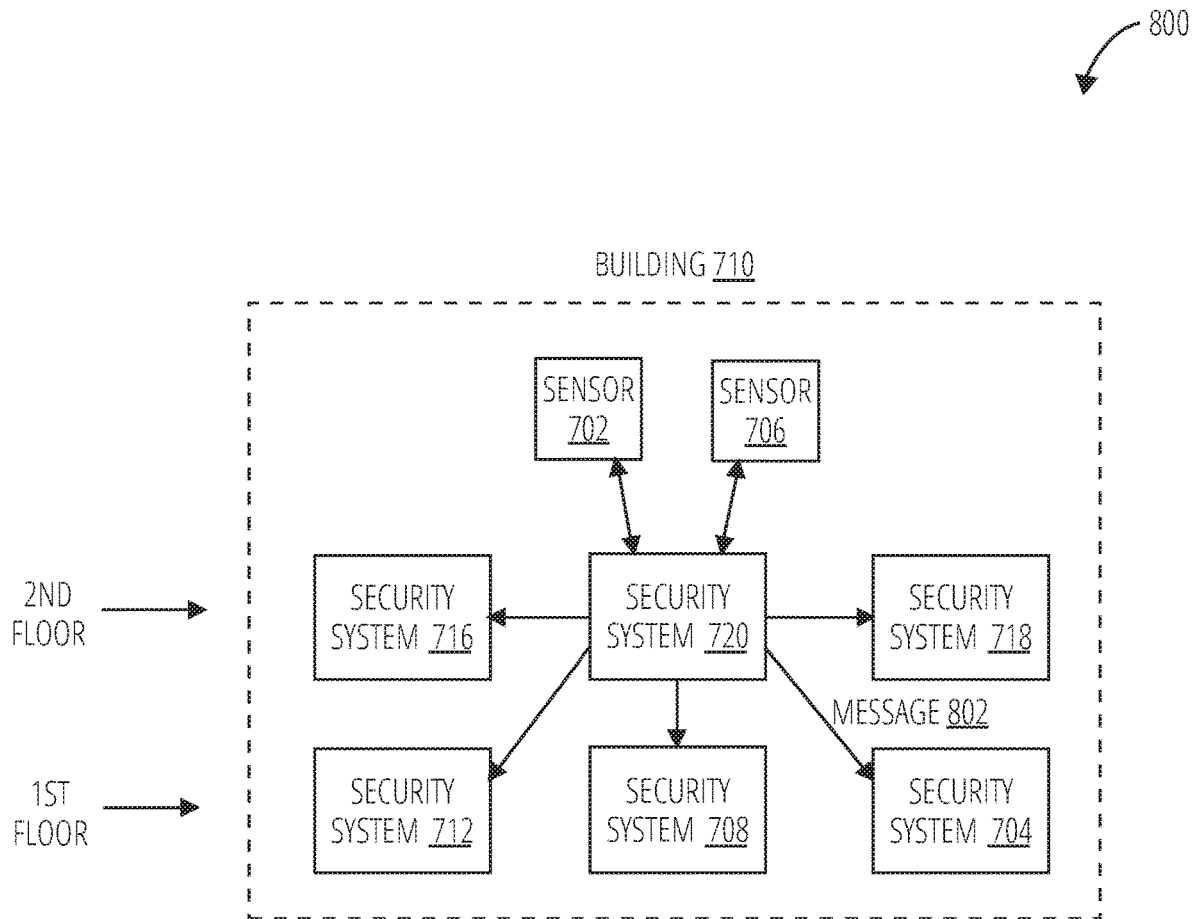 800
BUILDING 710
SENSOR
702
SENSOR
706
2ND
FLOOR
SECURITY
SYSTEM 716
SECURITY
SYSTEM 720
SECURITY
SYSTEM 718
MESSAGE 802
1ST
FLOOR
SECURITY
SYSTEM 712
SECURITY
SYSTEM 708
SECURITY
SYSTEM 704